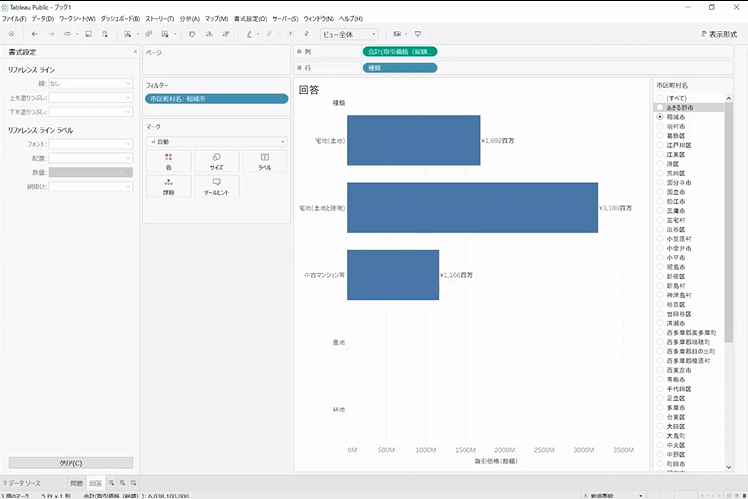 Tableau Public - ブック1
ファイル(F) データ(D) ワークシート(W) ダッシュボード(B) ストーリー(T) 分析(A) マップ(M) 書式設定(O) サーバー(S) ウィンドウ(N) ヘルプ(H)
ビュー全体
表示形式
書式設定
リファレンス ライン
線: なし
上を塗りつぶし:
下を塗りつぶし:
リファレンス ライン ラベル
フォント:
配置:
数値:
網掛け:
クリア(C)
ページ
フィルター
市区町村名: 稲城市
マーク
自動
色
サイズ
ラベル
詳細
ツールヒント
列
合計(取引価格（総額..
行
種類
回答
種類
宅地(土地)
¥1,692百万
宅地(土地と建物)
¥3,180百万
中古マンション等
¥1,166百万
農地
林地
0M 500M 1000M 1500M 2000M 2500M 3000M 3500M
取引価格（総額）
市区町村名
(すべて)
あきる野市
稲城市
羽村市
葛飾区
江戸川区
江東区
港区
荒川区
国分寺市
国立市
狛江市
三鷹市
三宅村
渋谷区
小笠原村
小金井市
小平市
昭島市
新宿区
新島村
神津島村
杉並区
世田谷区
清瀬市
西多摩郡奥多摩町
西多摩郡瑞穂町
西多摩郡日の出町
西多摩郡檜原村
西東京市
青梅市
千代田区
足立区
多摩市
台東区
大田区
大島町
中央区
中野区
町田市
データソース
問題
回答
3 個のマーク 5 行 x 1 列 合計(取引価格（総額）): 6,038,100,000